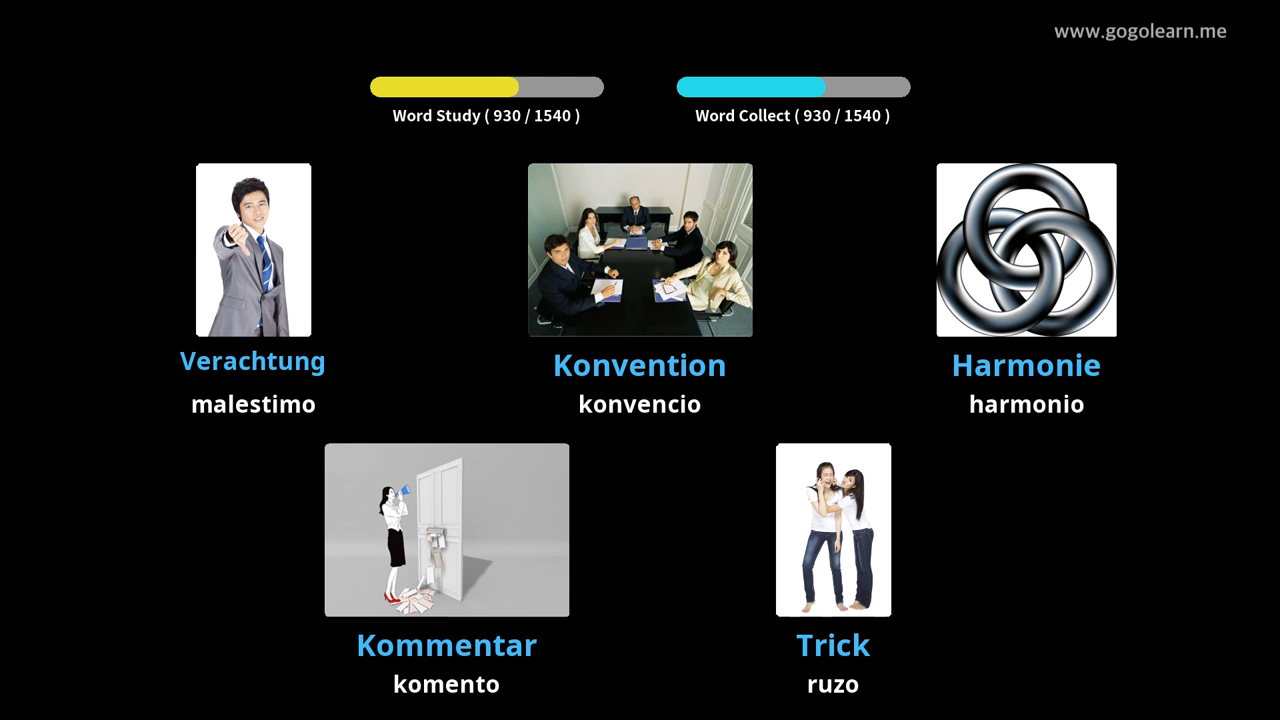 www.gogolearn.me
Word Study ( 930 / 1540 )
Word Collect ( 930 / 1540 )
Verachtung
malestimo
Konvention
konvencio
Harmonie
harmonio
Kommentar
komento
Trick
ruzo